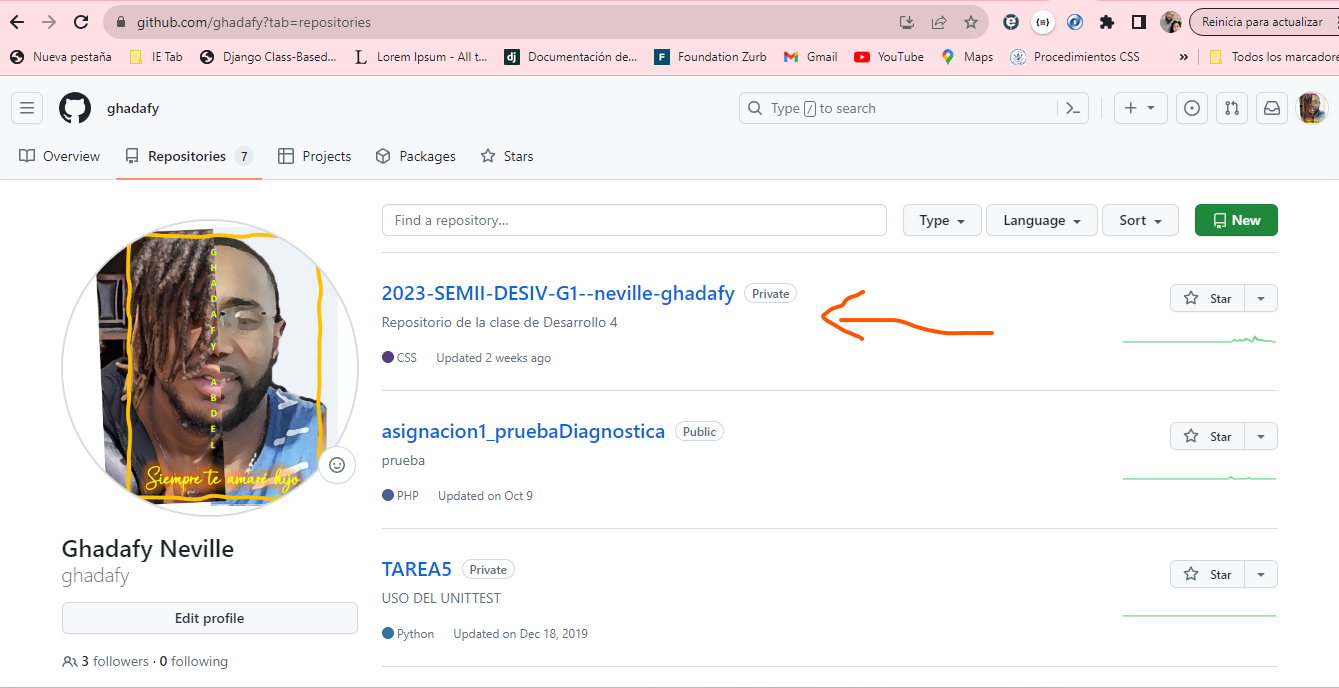 github.com/ghadafy?tab=repositories
Reinicia para actualizar
Nueva pestaña
IE Tab
Django Class-Based...
Lorem Ipsum - All t...
dj
Documentación de...
F
Foundation Zurb
Gmail
YouTube
Maps
Procedimientos CSS
»
Todos los marcadore
ghadafy
Type / to search
Overview
Repositories 7
Projects
Packages
Stars
Find a repository...
Type
Language
Sort
New
2023-SEMII-DESIV-G1--neville-ghadafy Private
Star
Repositorio de la clase de Desarrollo 4
CSS Updated 2 weeks ago
asignacion1_pruebaDiagnostica Public
Star
prueba
PHP Updated on Oct 9
TAREA5 Private
Star
USO DEL UNITTEST
Python Updated on Dec 18, 2019
GHADAFY ABDEL
Siempre te amaré hijo
Ghadafy Neville
ghadafy
Edit profile
3 followers · 0 following